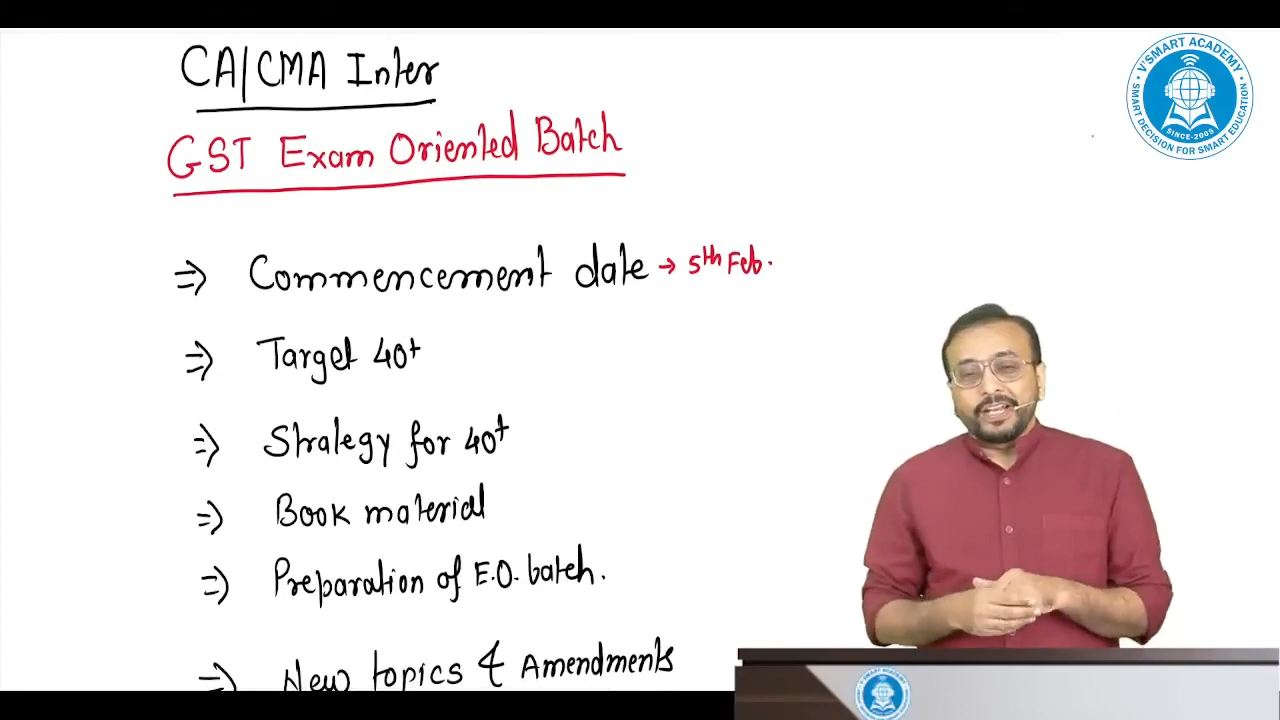 CA/CMA Inter
GST Exam Oriented Batch
⇒ Commencement date → 5th Feb.
⇒ Target 40+
⇒ Strategy for 40+
⇒ Book material
⇒ Preparation of E.O. batch.
⇒ New topics & Amendments
V'SMART ACADEMY
SINCE-2005
SMART DECISION FOR SMART EDUCATION